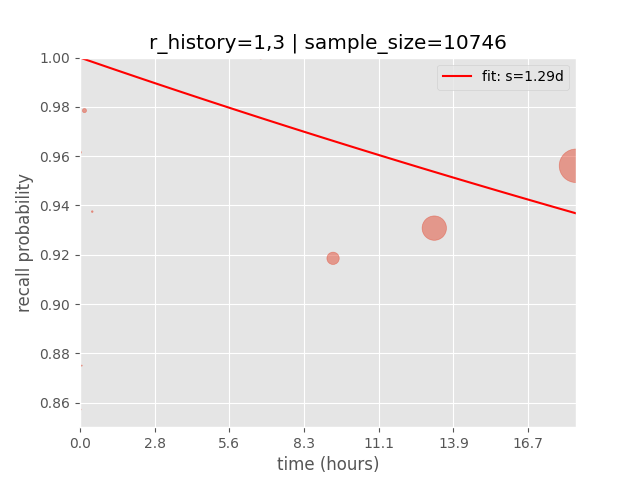 r_history=1,3 | sample_size=10746
fit: s=1.29d
recall probability
1.00
0.98
0.96
0.94
0.92
0.90
0.88
0.86
0.0 2.8 5.6 8.3 11.1 13.9 16.7
time (hours)